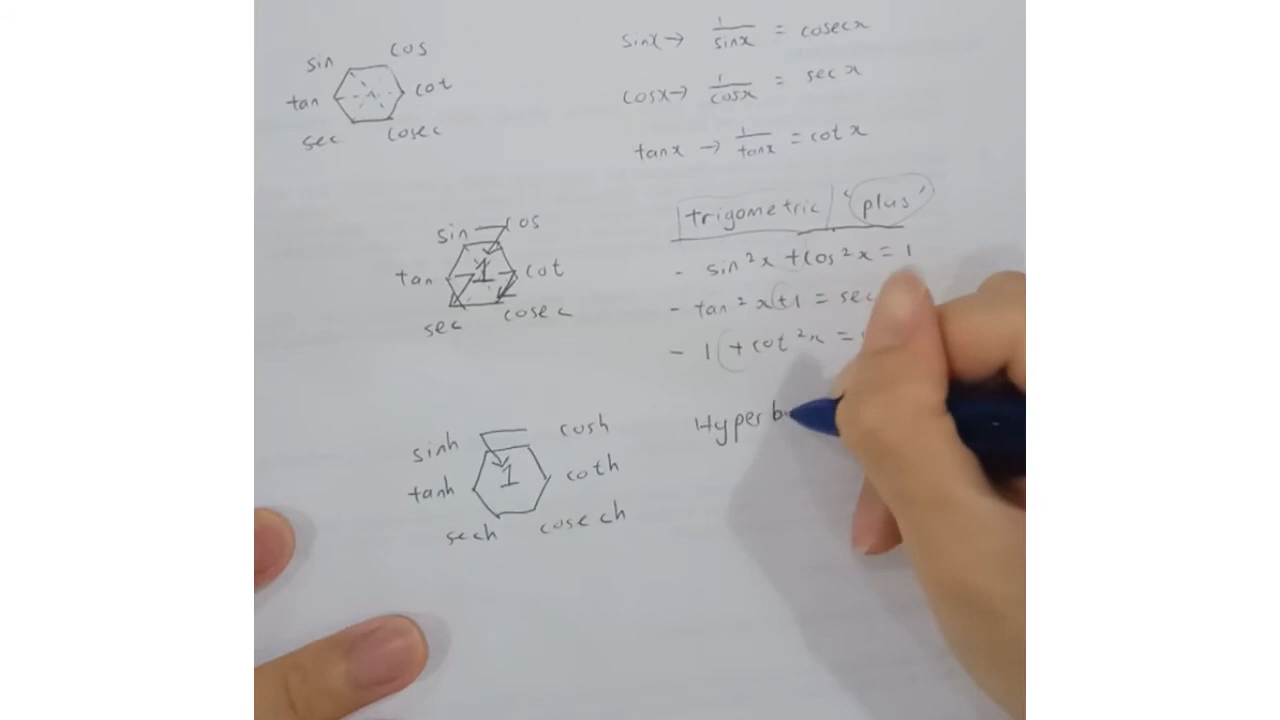 sin cos
tan cot
sec cosec
sinx → 1/sinx = cosecx
cosx → 1/cosx = sec x
tanx → 1/tanx = cot x
sin cos
tan 1 cot
sec cosec
trigometric 'plus'
- sin²x + cos²x = 1
- tan²x + 1 = sec
- 1 + cot²x =
sinh cosh
tanh 1 coth
sech cosech
Hyperb